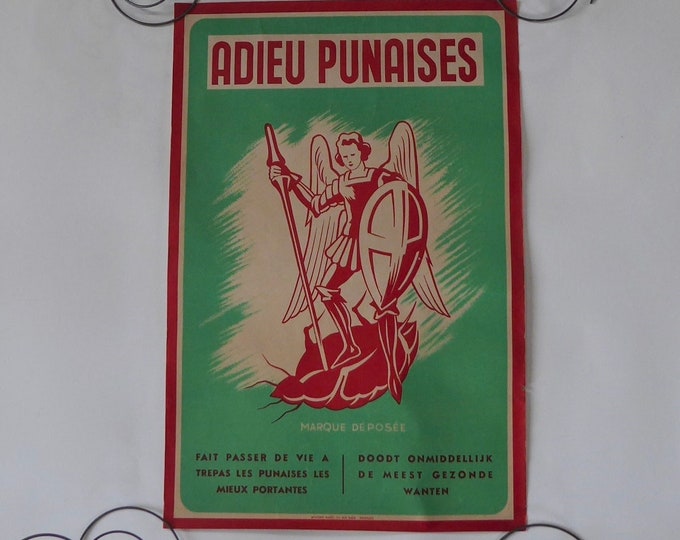 ADIEU PUNAISES
MARQUE DEPOSÉE
FAIT PASSER DE VIE A
TREPAS LES PUNAISES LES
MIEUX PORTANTES
DOODT ONMIDDELLIJK
DE MEEST GEZONDE
WANTEN